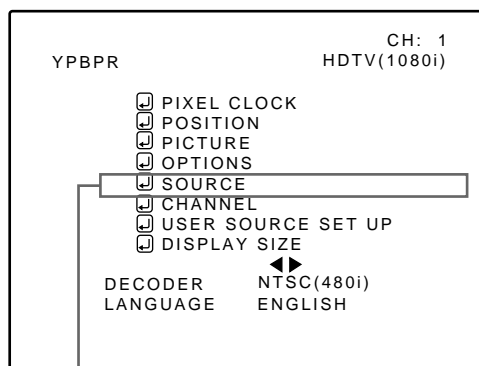 CH: 1
YPBPR HDTV(1080i)
PIXEL CLOCK
POSITION
PICTURE
OPTIONS
SOURCE
CHANNEL
USER SOURCE SET UP
DISPLAY SIZE
DECODER NTSC(480i)
LANGUAGE ENGLISH